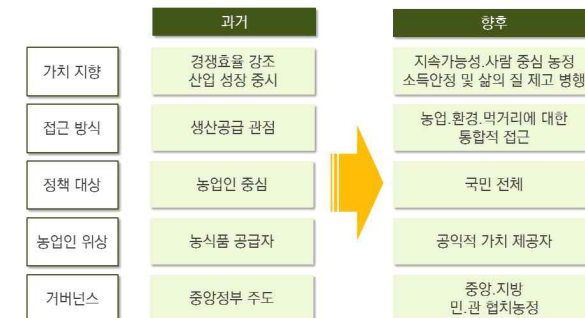 과거
향후
가치 지향
경쟁효율 강조
산업 성장 중시
지속가능성.사람 중심 농정
소득안정 및 삶의 질 제고 병행
접근 방식
생산공급 관점
농업.환경.먹거리에 대한
통합적 접근
정책 대상
농업인 중심
국민 전체
농업인 위상
농식품 공급자
공익적 가치 제공자
거버넌스
중앙정부 주도
중앙.지방
민.관 협치농정